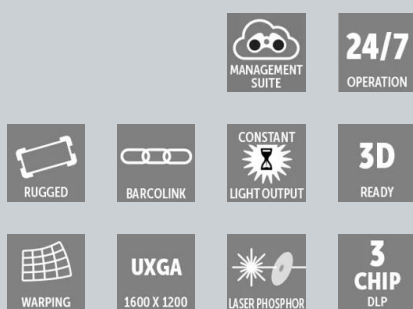 MANAGEMENT
SUITE
24/7
OPERATION
RUGGED
BARCOLINK
CONSTANT
LIGHT OUTPUT
3D
READY
WARPING
UXGA
1600 X 1200
LASER PHOSPHOR
3
CHIP
DLP